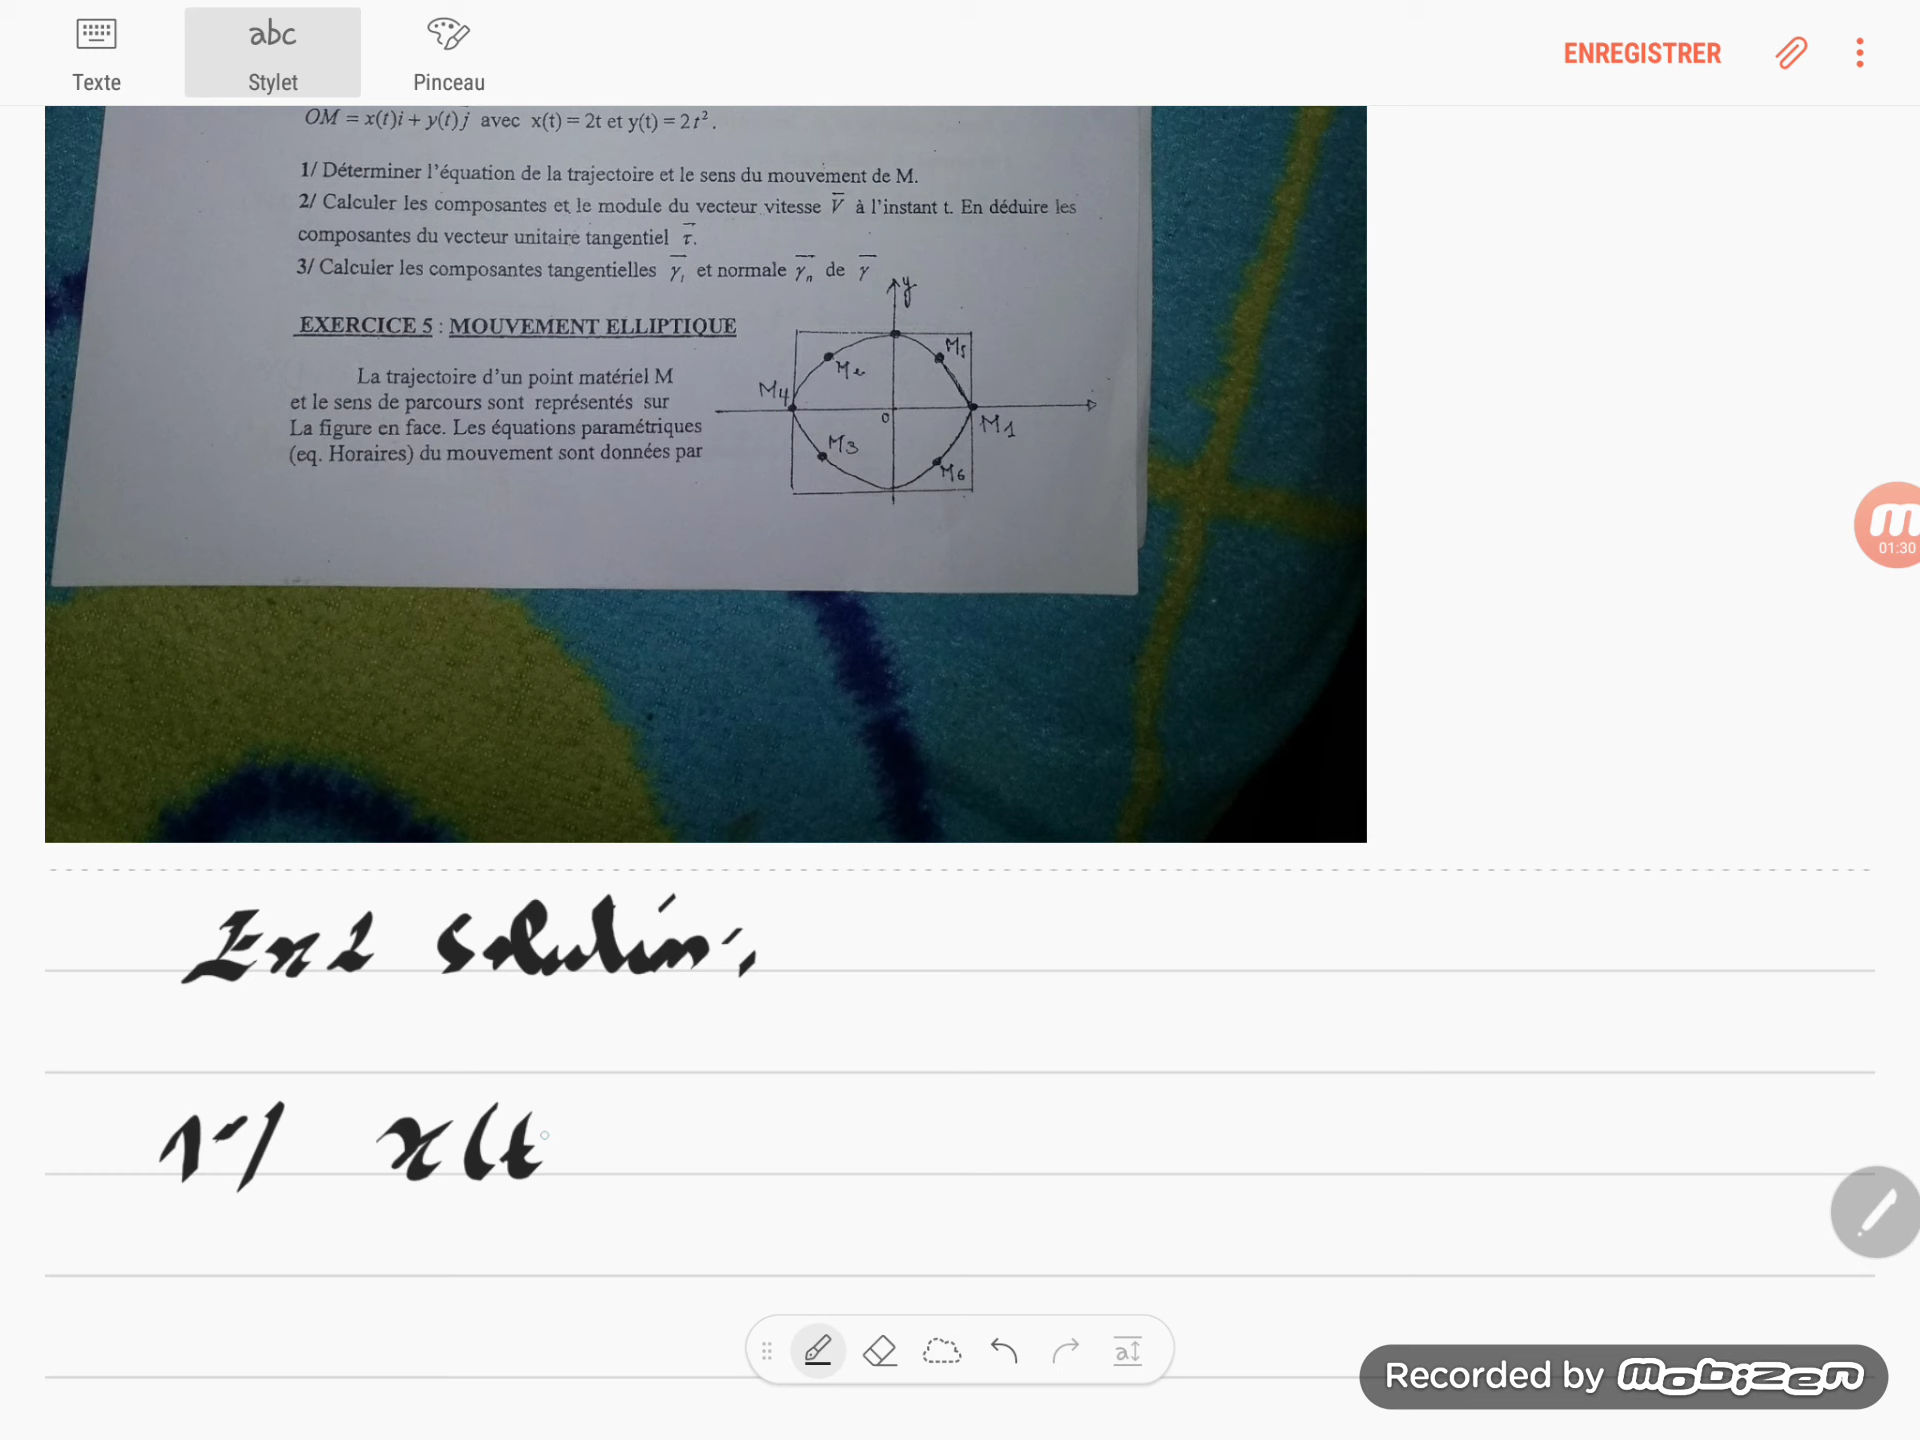 abc
Texte
Stylet
Pinceau
ENREGISTRER
OM = x(t)i + y(t)j avec x(t) = 2t et y(t) = 2t².
1/ Déterminer l'équation de la trajectoire et le sens du mouvement de M.
2/ Calculer les composantes et le module du vecteur vitesse V à l'instant t. En déduire les
composantes du vecteur unitaire tangentiel τ.
3/ Calculer les composantes tangentielles γt et normale γn de γ
y
EXERCICE 5 : MOUVEMENT ELLIPTIQUE
M5
La trajectoire d'un point matériel M
M4
et le sens de parcours sont représentés sur
o
La figure en face. Les équations paramétriques
M1
M3
(eq. Horaires) du mouvement sont données par
M6
m
01:30
solution:
1-/ x(t
a
Recorded by mobizen